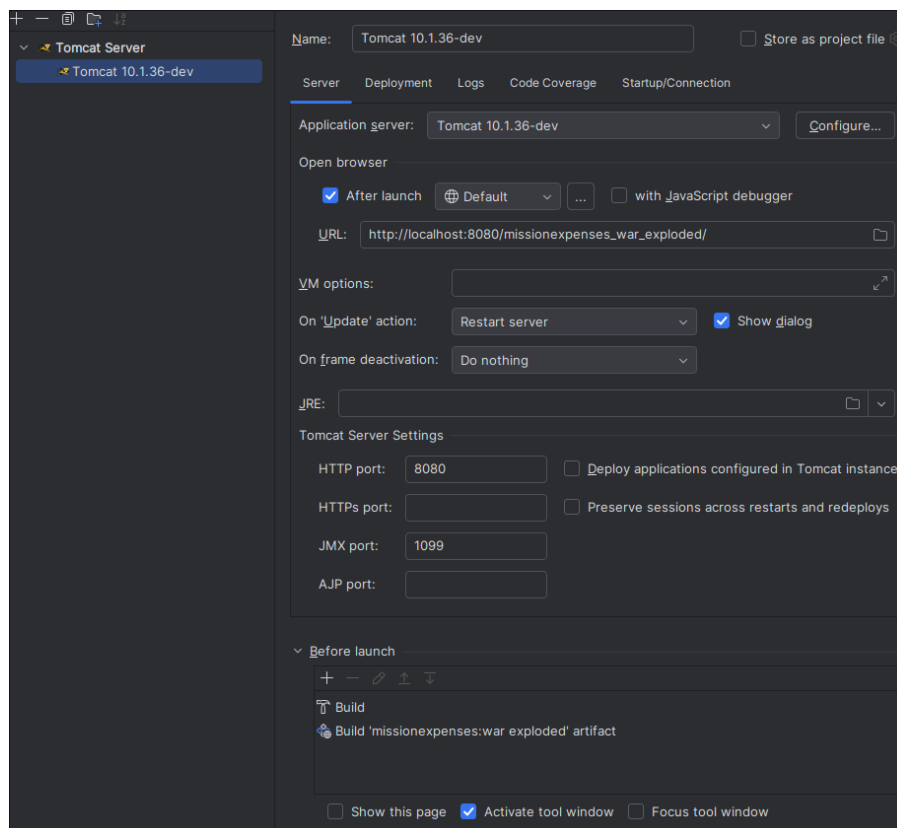 Tomcat Server
Tomcat 10.1.36-dev
Name: Tomcat 10.1.36-dev Store as project file
Server Deployment Logs Code Coverage Startup/Connection
Application server: Tomcat 10.1.36-dev Configure...
Open browser
After launch Default ... with JavaScript debugger
URL: http://localhost:8080/missionexpenses_war_exploded/
VM options:
On 'Update' action: Restart server Show dialog
On frame deactivation: Do nothing
JRE:
Tomcat Server Settings
HTTP port: 8080 Deploy applications configured in Tomcat instance
HTTPs port: Preserve sessions across restarts and redeploys
JMX port: 1099
AJP port:
Before launch
Build
Build 'missionexpenses:war exploded' artifact
Show this page Activate tool window Focus tool window